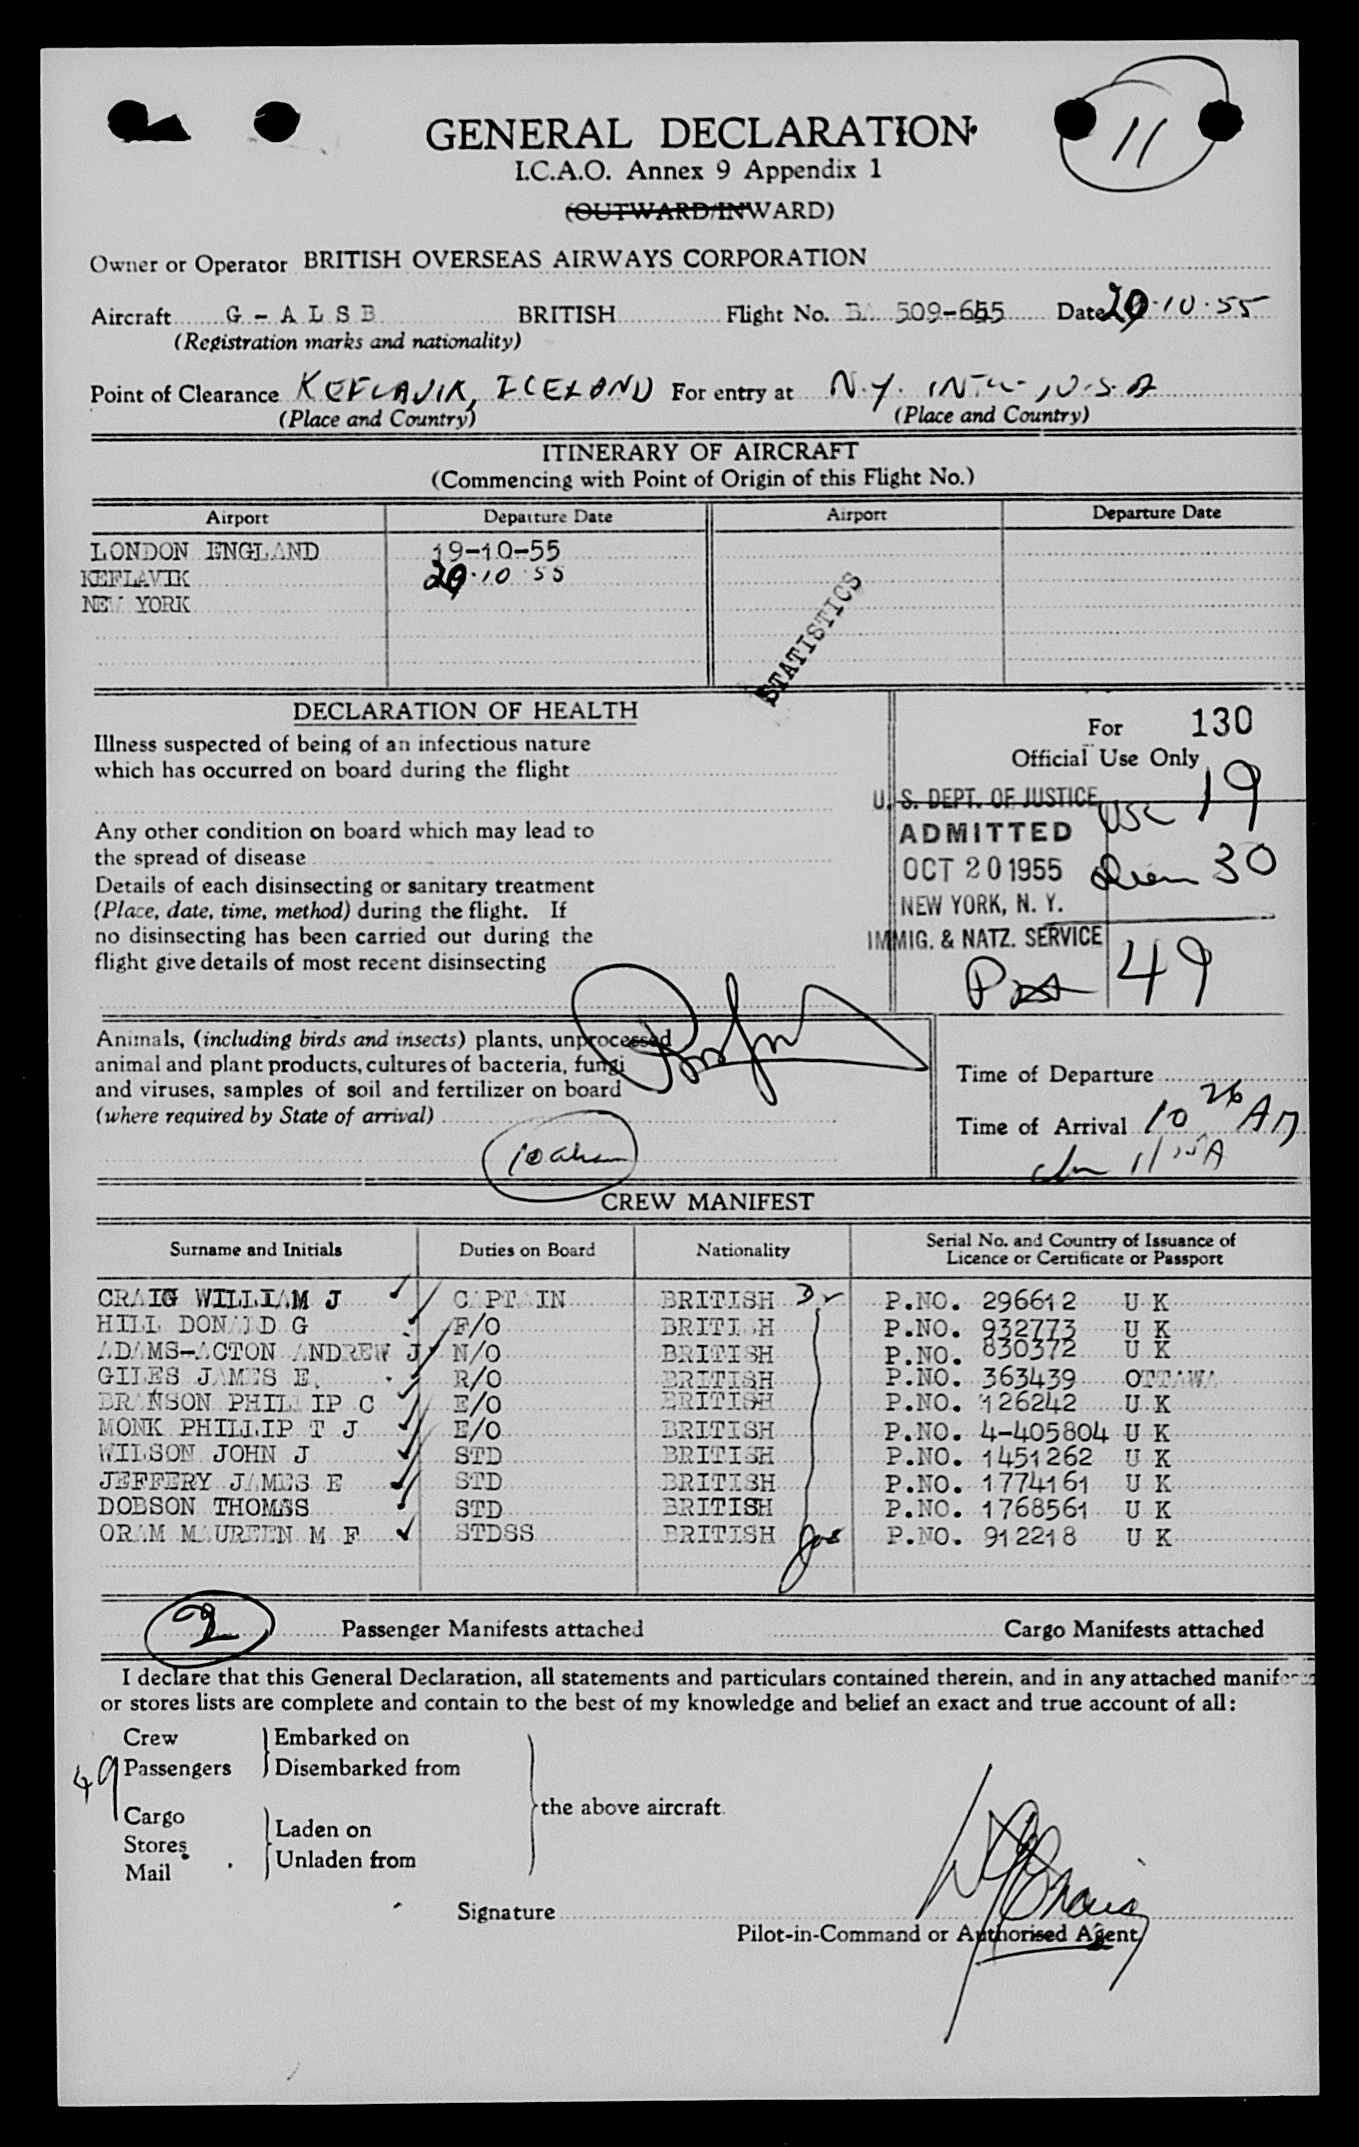 11
GENERAL DECLARATION
I.C.A.O. Annex 9 Appendix 1
(OUTWARD/INWARD)
Owner or Operator BRITISH OVERSEAS AIRWAYS CORPORATION
Aircraft G - A L S B BRITISH Flight No. BA 509-645 Date 20.10.55
(Registration marks and nationality)
Point of Clearance KEFLAVIK, ICELAND For entry at N.Y. INTL., U.S.A
(Place and Country) (Place and Country)
ITINERARY OF AIRCRAFT
(Commencing with Point of Origin of this Flight No.)
Airport Departure Date Airport Departure Date
LONDON ENGLAND 19-10-55
KEFLAVIK 20.10.55
NEW YORK
STATISTICS
DECLARATION OF HEALTH
Illness suspected of being of an infectious nature
which has occurred on board during the flight
Any other condition on board which may lead to
the spread of disease
Details of each disinsecting or sanitary treatment
(Place, date, time, method) during the flight. If
no disinsecting has been carried out during the
flight give details of most recent disinsecting
For 130
Official Use Only
U. S. DEPT. OF JUSTICE
ADMITTED
OCT 20 1955
NEW YORK, N. Y.
IMMIG. & NATZ. SERVICE
USC 19
30
49
Animals, (including birds and insects) plants, unprocessed
animal and plant products, cultures of bacteria, fungi
and viruses, samples of soil and fertilizer on board
(where required by State of arrival)
Time of Departure
Time of Arrival 10 26 AM
CREW MANIFEST
Surname and Initials Duties on Board Nationality Serial No. and Country of Issuance of Licence or Certificate or Passport
CRAIG WILLIAM J CAPTAIN BRITISH P.NO. 296612 U K
HILL DONALD G F/O BRITISH P.NO. 932773 U K
ADAMS-ACTON ANDREW J N/O BRITISH P.NO. 830372 U K
GILES JAMES E. R/O BRITISH P.NO. 363439 OTTAWA
BRANSON PHILLIP C E/O BRITISH P.NO. 126242 U K
MONK PHILLIP T J E/O BRITISH P.NO. 4-405804 U K
WILSON JOHN J STD BRITISH P.NO. 1451262 U K
JEFFERY JAMES E STD BRITISH P.NO. 1774161 U K
DOBSON THOMAS STD BRITISH P.NO. 1768561 U K
ORAM MAUREEN M F STDSS BRITISH P.NO. 912218 U K
2 Passenger Manifests attached Cargo Manifests attached
I declare that this General Declaration, all statements and particulars contained therein, and in any attached
or stores lists are complete and contain to the best of my knowledge and belief an exact and true account of all:
Crew Embarked on
49 Passengers Disembarked from
the above aircraft.
Cargo Laden on
Stores
Mail Unladen from
Signature
Pilot-in-Command or Authorised Agent